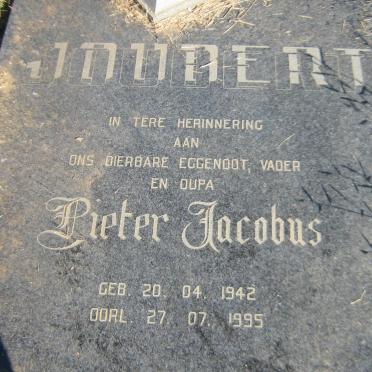 JOUBERT
IN TERE HERINNERING
AAN
ONS DIERBARE EGGENOOT, VADER
EN OUPA
Pieter Jacobus
GEB. 20. 04. 1942
OORL. 27. 07. 1995